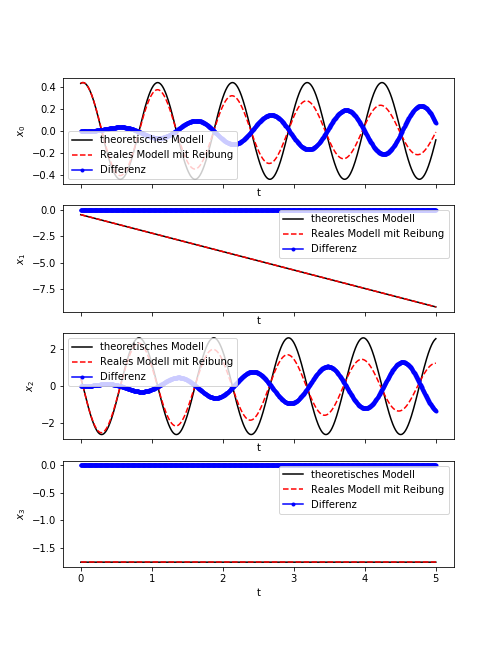 0.4
0.2
0.0
−0.2
−0.4
x₀
theoretisches Modell
Reales Modell mit Reibung
Differenz
t
0.0
−2.5
−5.0
−7.5
x₁
theoretisches Modell
Reales Modell mit Reibung
Differenz
t
2
0
−2
x₂
theoretisches Modell
Reales Modell mit Reibung
Differenz
t
0.0
−0.5
−1.0
−1.5
x₃
theoretisches Modell
Reales Modell mit Reibung
Differenz
0 1 2 3 4 5
t